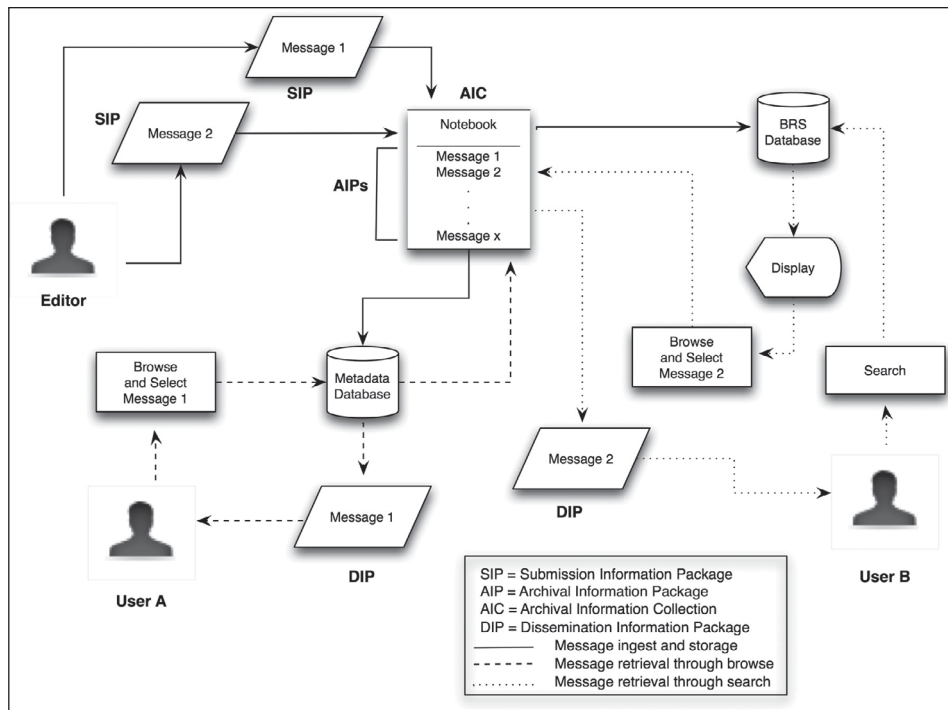 Message 1
SIP
SIP
Message 2
AIC
Notebook
Message 1
Message 2
.
.
.
Message x
AIPs
BRS
Database
Display
Editor
Browse
and Select
Message 1
Metadata
Database
Browse
and Select
Message 2
Search
Message 1
DIP
User A
Message 2
DIP
User B
SIP = Submission Information Package
AIP = Archival Information Package
AIC = Archival Information Collection
DIP = Dissemination Information Package
Message ingest and storage
Message retrieval through browse
Message retrieval through search